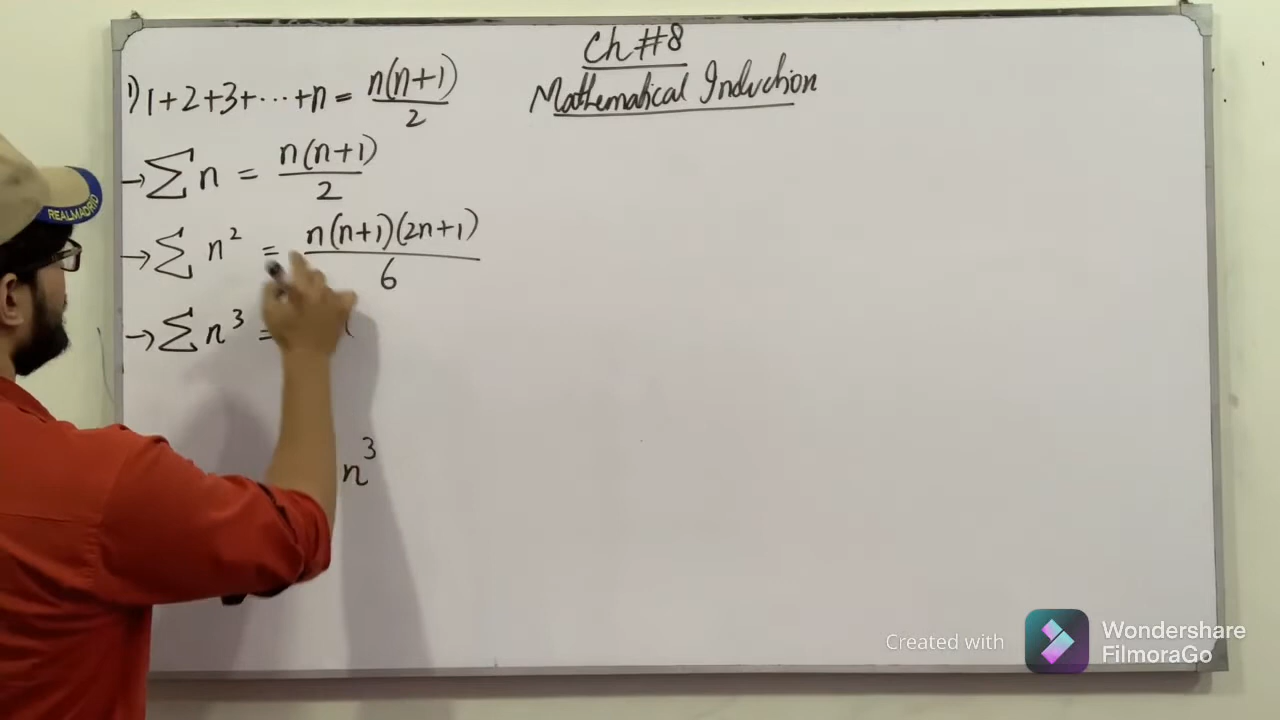 Ch #8
Mathematical Induction
1) 1+2+3+...+n = n(n+1)/2
→ ∑ n = n(n+1)/2
→ ∑ n² = n(n+1)(2n+1)/6
→ ∑ n³ =
n³
REALMADRID
Created with
Wondershare
FilmoraGo